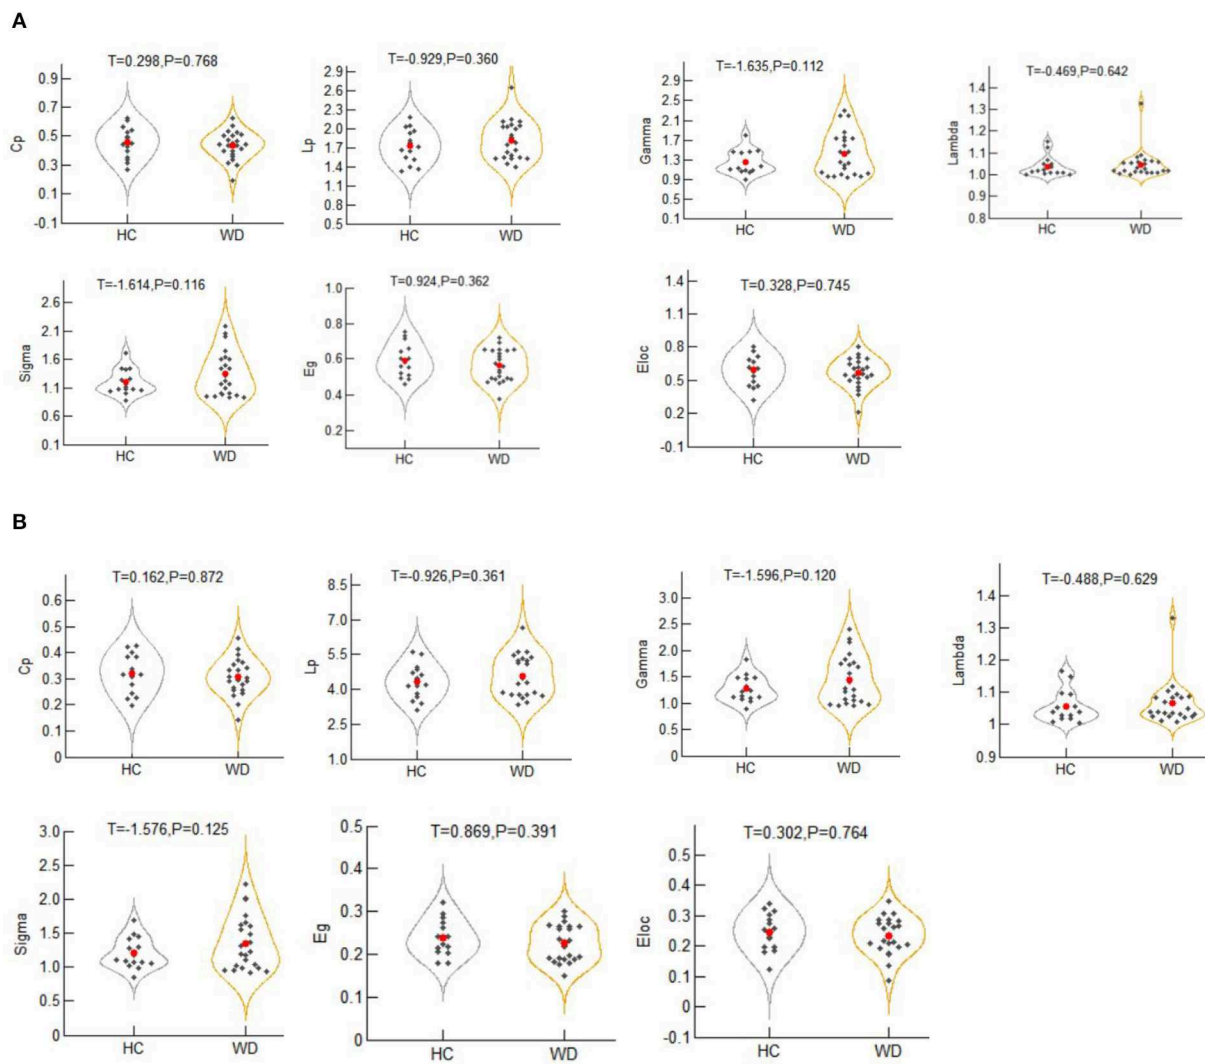 A
T=0.298,P=0.768
Cp
0.9
0.7
0.5
0.3
0.1
-0.1
HC
WD
T=-0.929,P=0.360
Lp
2.9
2.6
2.3
2.0
1.7
1.4
1.1
0.8
0.5
HC
WD
T=-1.635,P=0.112
Gamma
2.9
2.5
2.1
1.7
1.3
0.9
0.5
0.1
HC
WD
T=-0.469,P=0.642
Lambda
1.4
1.3
1.2
1.1
1.0
0.9
0.8
HC
WD
T=-1.614,P=0.116
Sigma
2.6
2.1
1.6
1.1
0.6
0.1
HC
WD
T=0.924,P=0.362
Eg
1.0
0.8
0.6
0.4
0.2
HC
WD
T=0.328,P=0.745
Eloc
1.4
1.1
0.8
0.5
0.2
-0.1
HC
WD
B
T=0.162,P=0.872
Cp
0.6
0.5
0.4
0.3
0.2
0.1
0
HC
WD
T=-0.926,P=0.361
Lp
8.5
7.0
5.5
4.0
2.5
1.0
HC
WD
T=-1.596,P=0.120
Gamma
3.0
2.5
2.0
1.5
1.0
0.5
0
HC
WD
T=-0.488,P=0.629
Lambda
1.4
1.3
1.2
1.1
1
0.9
HC
WD
T=-1.576,P=0.125
Sigma
3.0
2.5
2.0
1.5
1.0
0.5
0
HC
WD
T=0.869,P=0.391
Eg
0.5
0.4
0.3
0.2
0.1
0
HC
WD
T=0.302,P=0.764
Eloc
0.5
0.4
0.3
0.2
0.1
0
-0.1
HC
WD